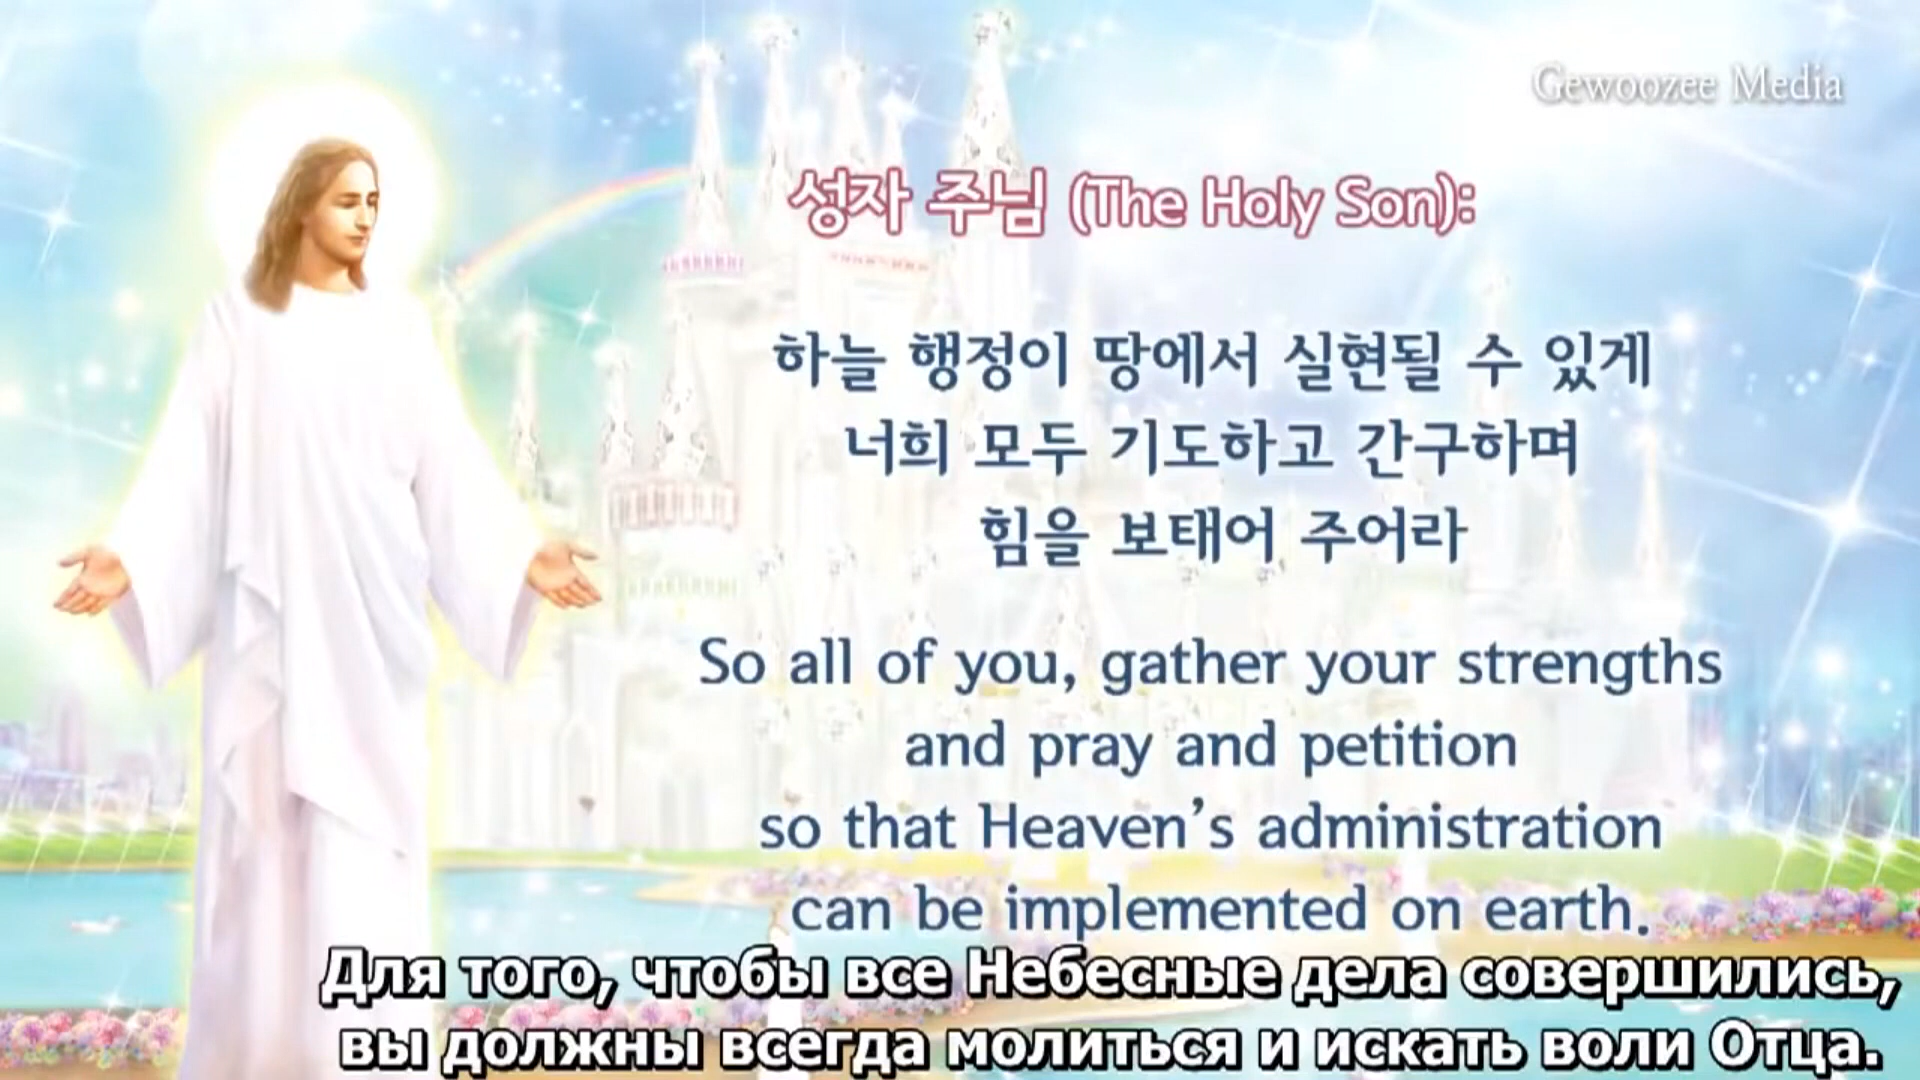 Gewoozee Media
성자 주님 (The Holy Son):
하늘 행정이 땅에서 실현될 수 있게
너희 모두 기도하고 간구하며
힘을 보태어 주어라
So all of you, gather your strengths
and pray and petition
so that Heaven’s administration
can be implemented on earth.
Для того, чтобы все Небесные дела совершились,
вы должны всегда молиться и искать воли Отца.